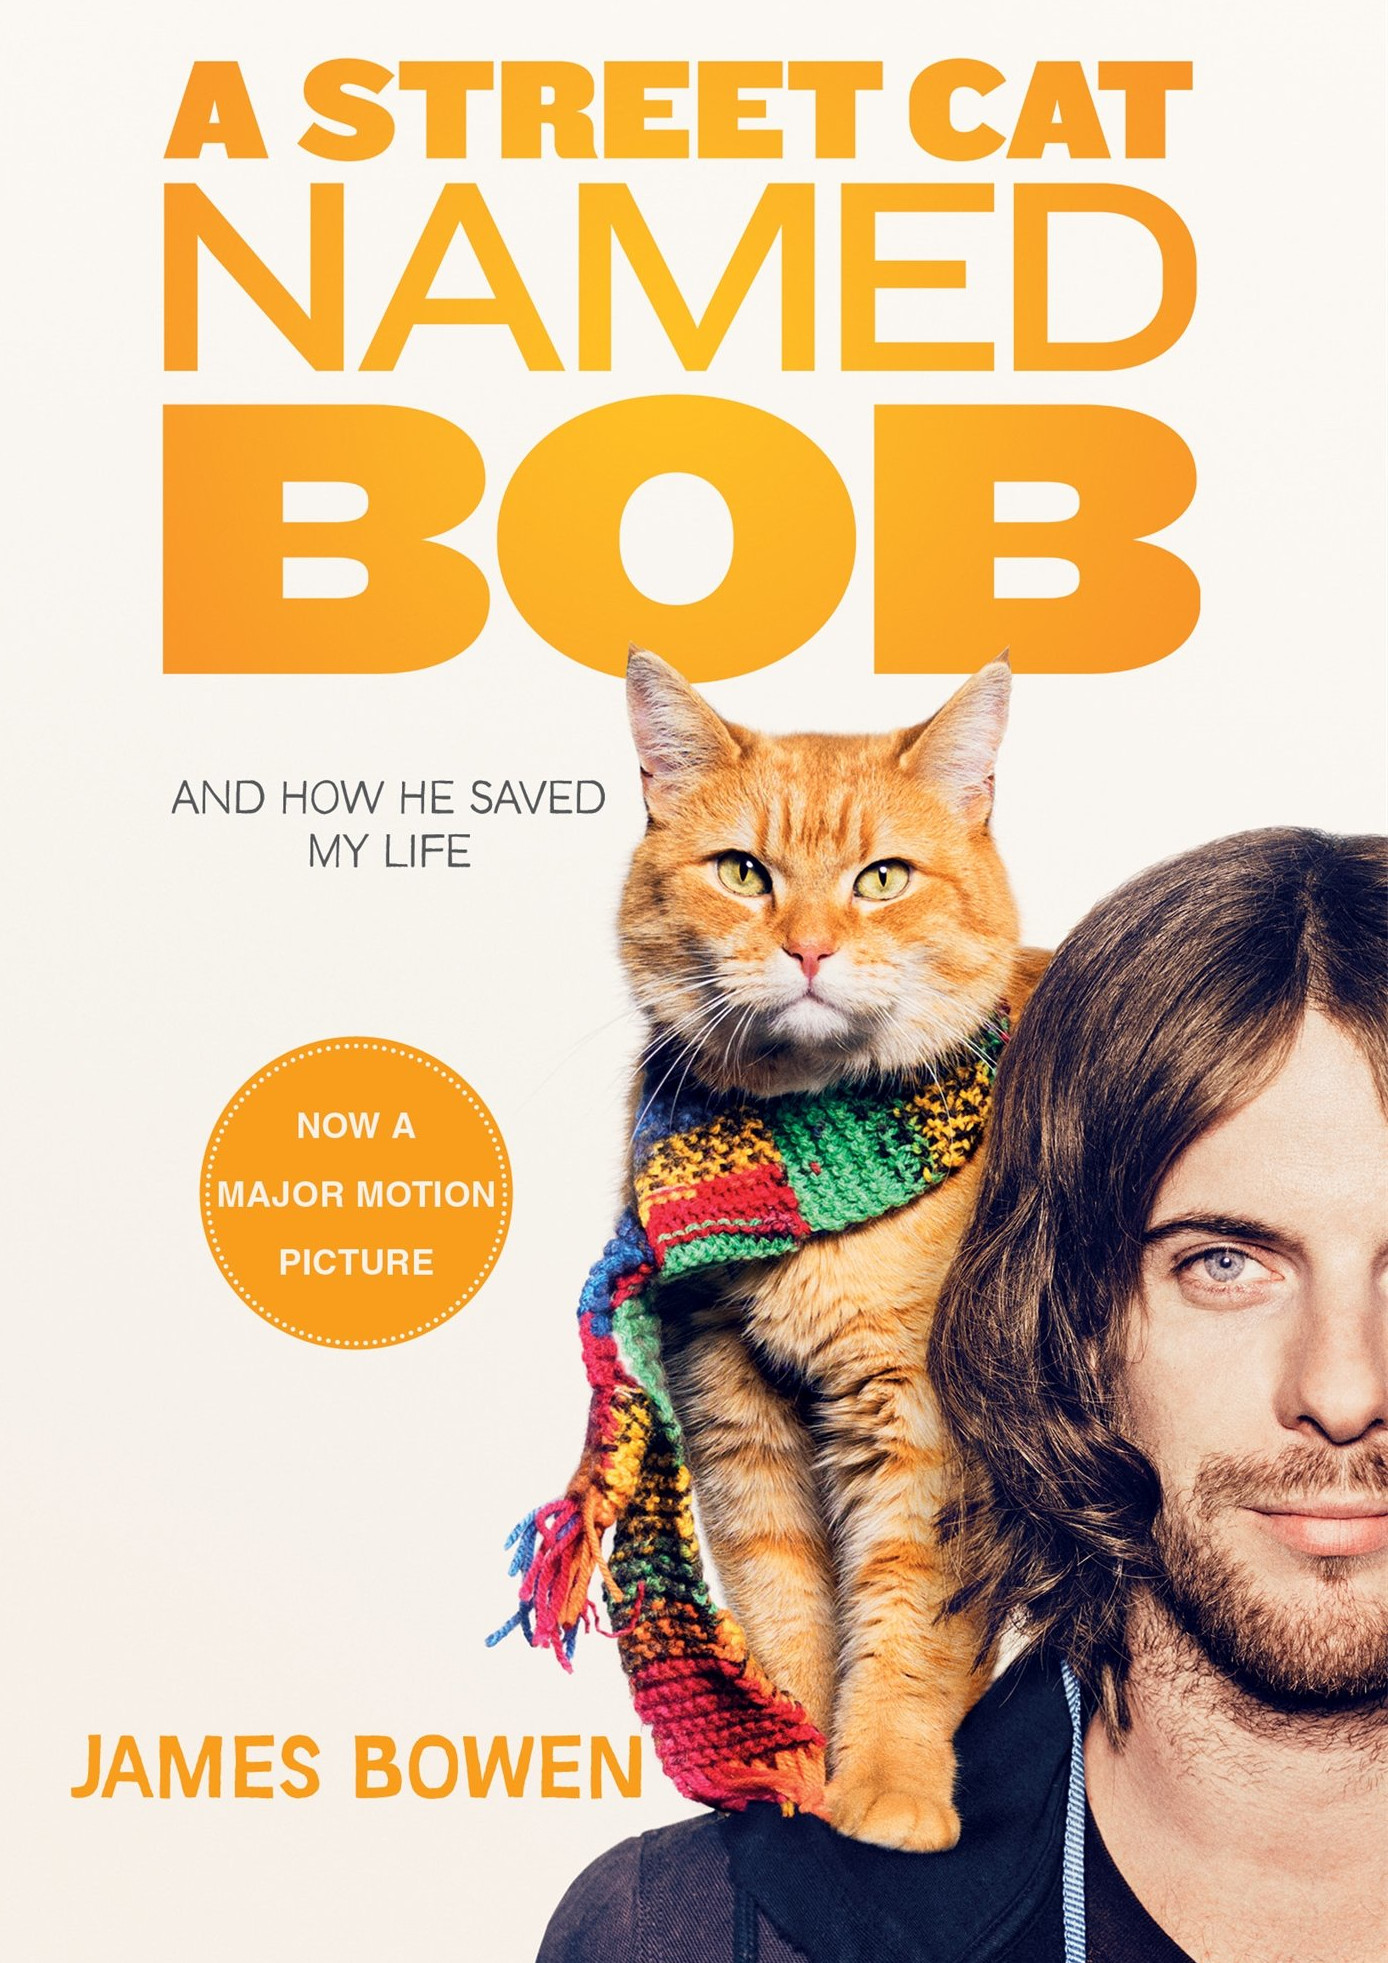 A STREET CAT
NAMED
BOB
AND HOW HE SAVED
MY LIFE
NOW A
MAJOR MOTION
PICTURE
JAMES BOWEN